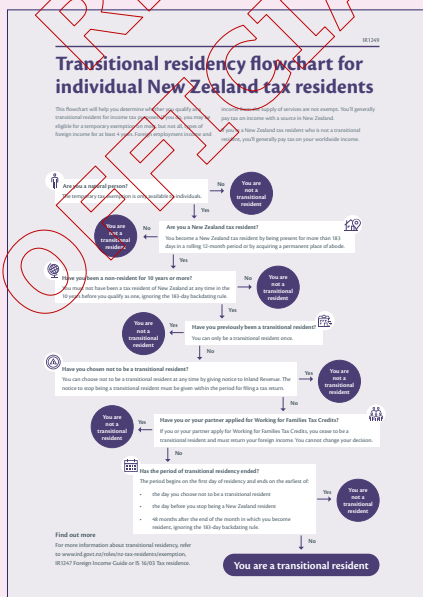 IR1249
Transitional residency flowchart for
individual New Zealand tax residents
This flowchart will help you determine whether you qualify as a
transitional resident for income tax purposes. If you do, you may be
eligible for a temporary exemption on most, but not all, types of
foreign income for at least 4 years. Foreign employment income and
income from the supply of services are not exempt. You'll generally
pay tax on income with a source in New Zealand.
If you're a New Zealand tax resident who is not a transitional
resident, you'll generally pay tax on your worldwide income.
Are you a natural person?
The temporary tax exemption is only available to individuals.
No
You are
not a
transitional
resident
Yes
Are you a New Zealand tax resident?
You become a New Zealand tax resident by being present for more than 183
days in a rolling 12-month period or by acquiring a permanent place of abode.
No
You are
not a
transitional
resident
Yes
Have you been a non-resident for 10 years or more?
You must not have been a tax resident of New Zealand at any time in the
10 years before you qualify as one, ignoring the 183-day backdating rule.
No
You are
not a
transitional
resident
Yes
Have you previously been a transitional resident?
You can only be a transitional resident once.
Yes
You are
not a
transitional
resident
No
Have you chosen not to be a transitional resident?
You can choose not to be a transitional resident at any time by giving notice to Inland Revenue. The
notice to stop being a transitional resident must be given within the period for filing a tax return.
Yes
You are
not a
transitional
resident
No
Have you or your partner applied for Working for Families Tax Credits?
If you or your partner apply for Working for Families Tax Credits, you cease to be a
transitional resident and must return your foreign income. You cannot change your decision.
Yes
You are
not a
transitional
resident
No
Has the period of transitional residency ended?
The period begins on the first day of residency and ends on the earliest of:
• the day you choose not to be a transitional resident
• the day before you stop being a New Zealand resident
• 48 months after the end of the month in which you become
resident, ignoring the 183-day backdating rule.
Yes
You are
not a
transitional
resident
No
You are a transitional resident
Find out more
For more information about transitional residency, refer
to www.ird.govt.nz/roles/nz-tax-residents/exemption,
IR1247 Foreign Income Guide or IS 16/03 Tax residence.